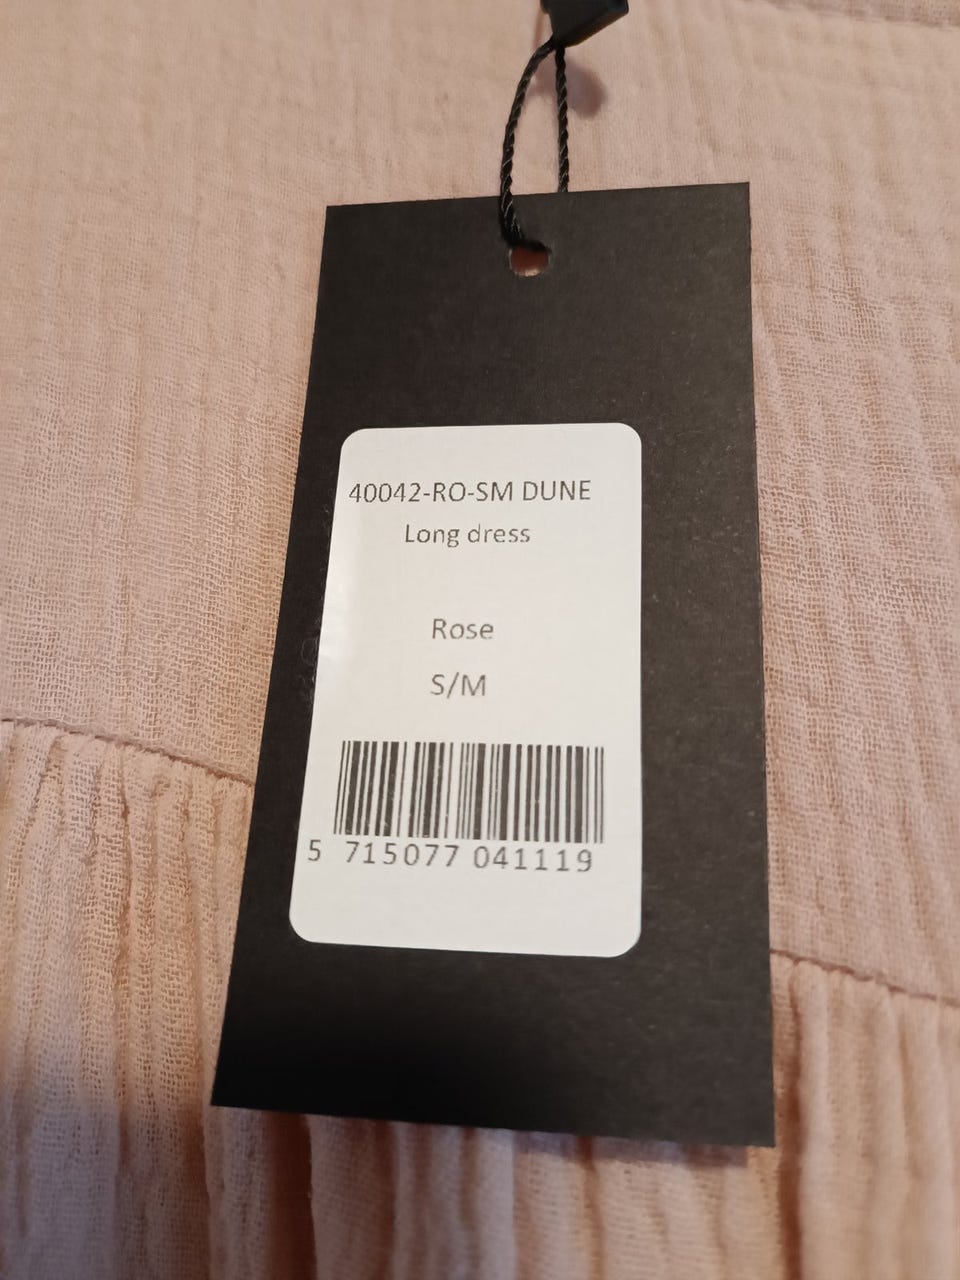 40042-RO-SM DUNE
Long dress
Rose
S/M
5 715077 041119